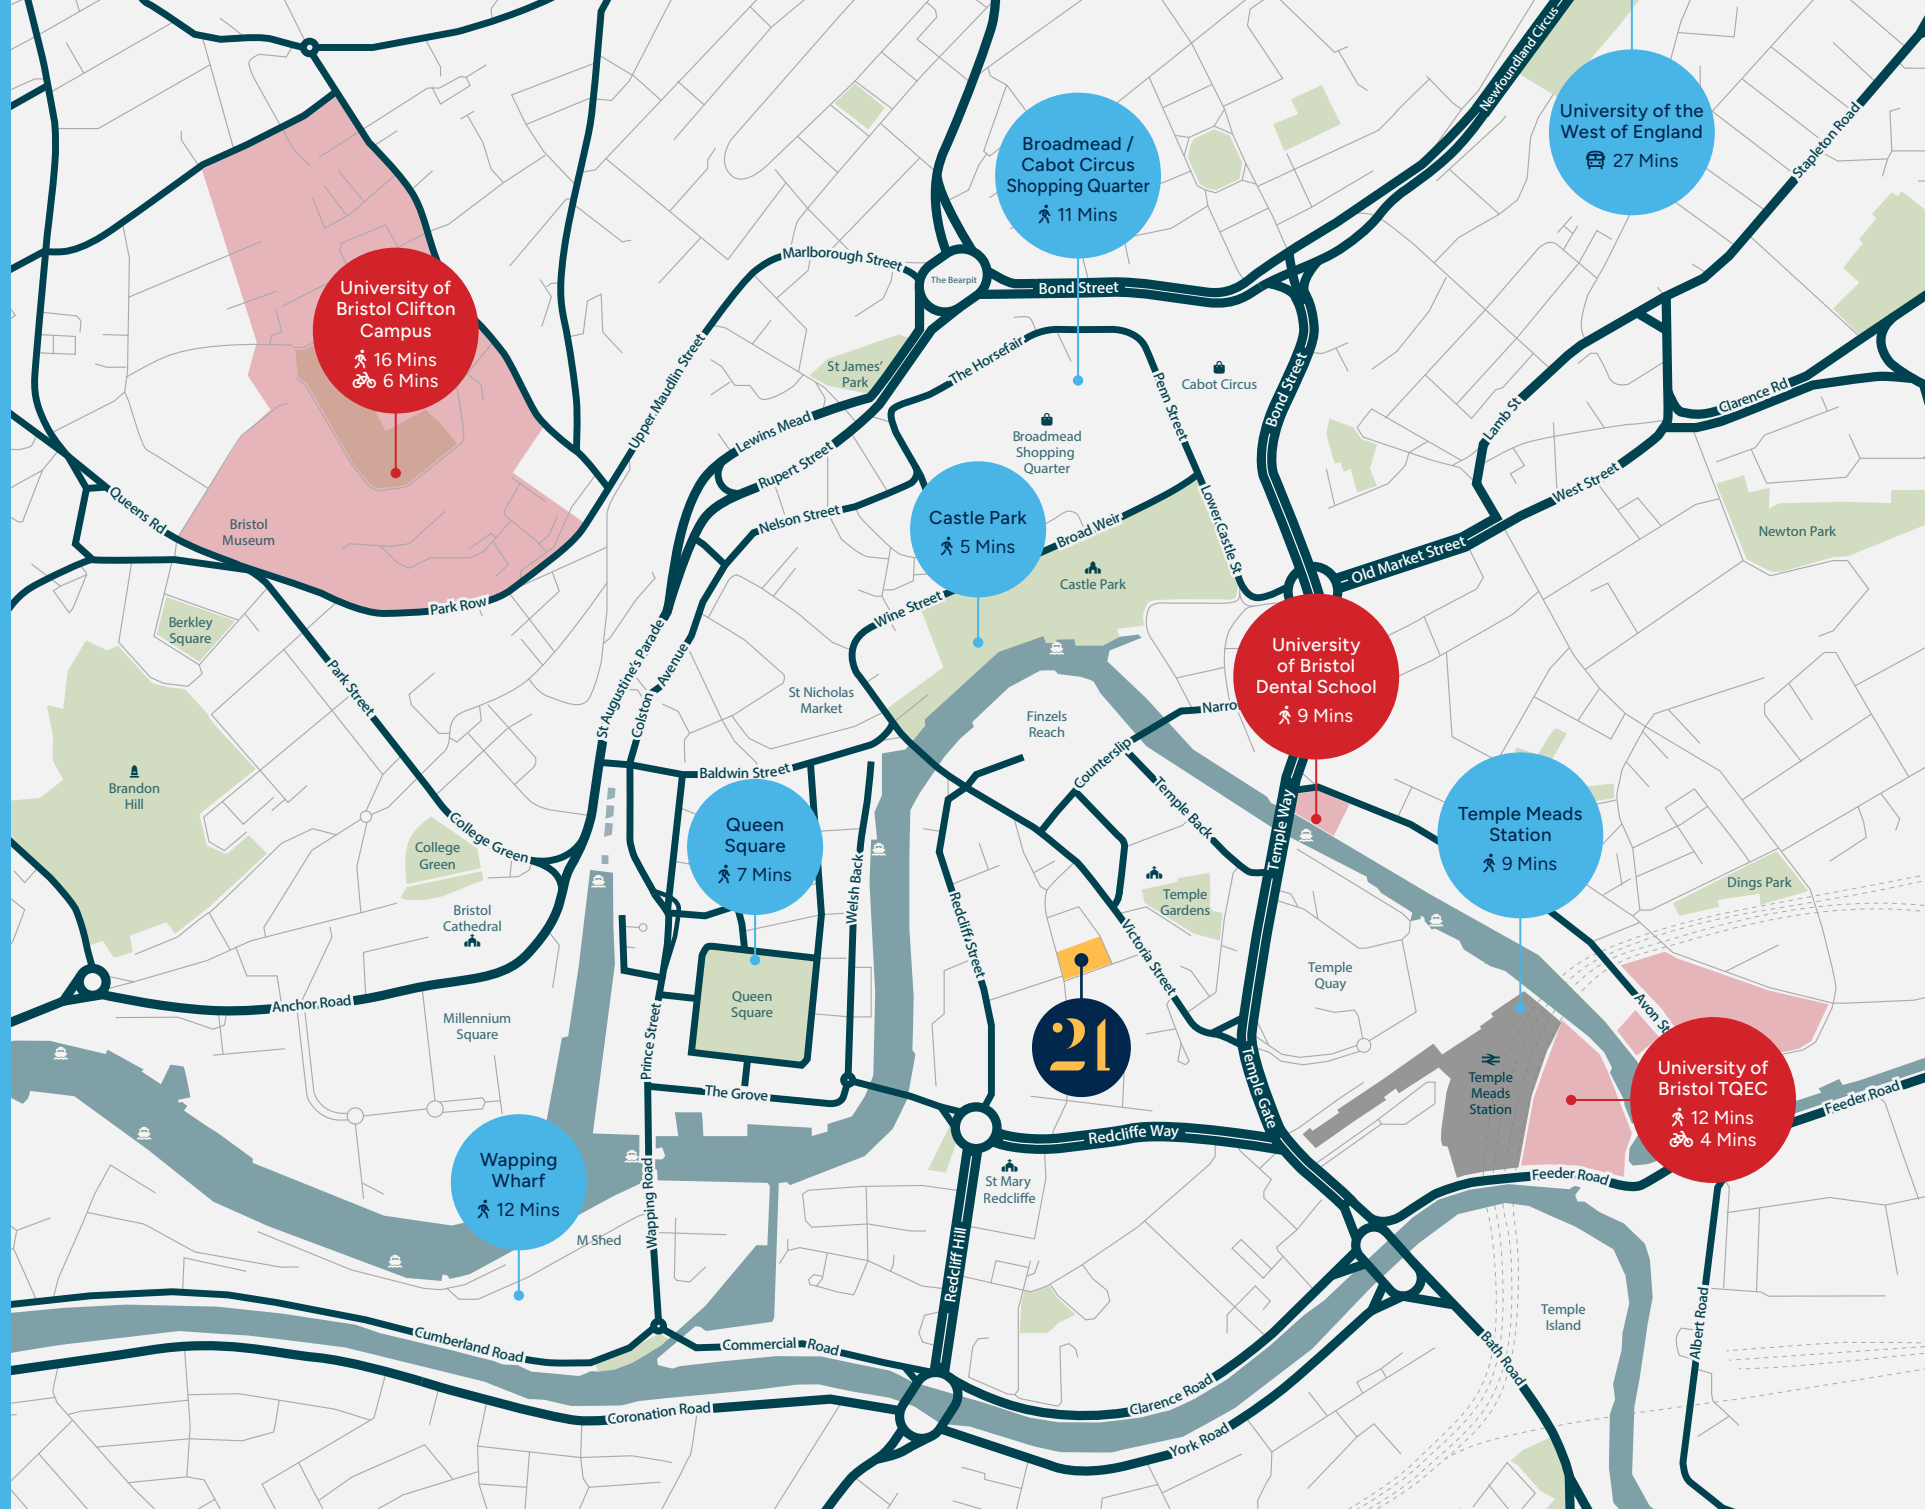 University of the
West of England
27 Mins
Newfoundland Circus
Stapleton Road
Broadmead /
Cabot Circus
Shopping Quarter
11 Mins
Marlborough Street
The Bearpit
Bond Street
University of
Bristol Clifton
Campus
16 Mins
6 Mins
Upper Maudlin Street
St James'
Park
The Horsefair
Penn Street
Cabot Circus
Bond Street
Lamb St
Clarence Rd
Lewins Mead
Rupert Street
Broadmead
Shopping
Quarter
West Street
Queens Rd
Bristol
Museum
Nelson Street
Castle Park
5 Mins
Broad Weir
Lower Castle St
Newton Park
Old Market Street
Castle Park
Park Row
Wine Street
Berkley
Square
Park Street
St Augustine's Parade
Colston Avenue
St Nicholas
Market
Finzels
Reach
Narro
University
of Bristol
Dental School
9 Mins
Counterslip
Temple Back
Temple Way
Brandon
Hill
Baldwin Street
Queen
Square
7 Mins
College Green
College
Green
Welsh Back
Temple Meads
Station
9 Mins
Dings Park
Bristol
Cathedral
Redcliff Street
Temple
Gardens
Victoria Street
Temple
Quay
Anchor Road
Millennium
Square
Queen
Square
Prince Street
21
Avon St
Temple
Meads
Station
University of
Bristol TQEC
12 Mins
4 Mins
Feeder Road
The Grove
Temple Gate
Redcliffe Way
Feeder Road
Wapping
Wharf
12 Mins
Wapping Road
St Mary
Redcliffe
M Shed
Redcliff Hill
Temple
Island
Albert Road
Cumberland Road
Commercial Road
Bath Road
Clarence Road
Coronation Road
York Road